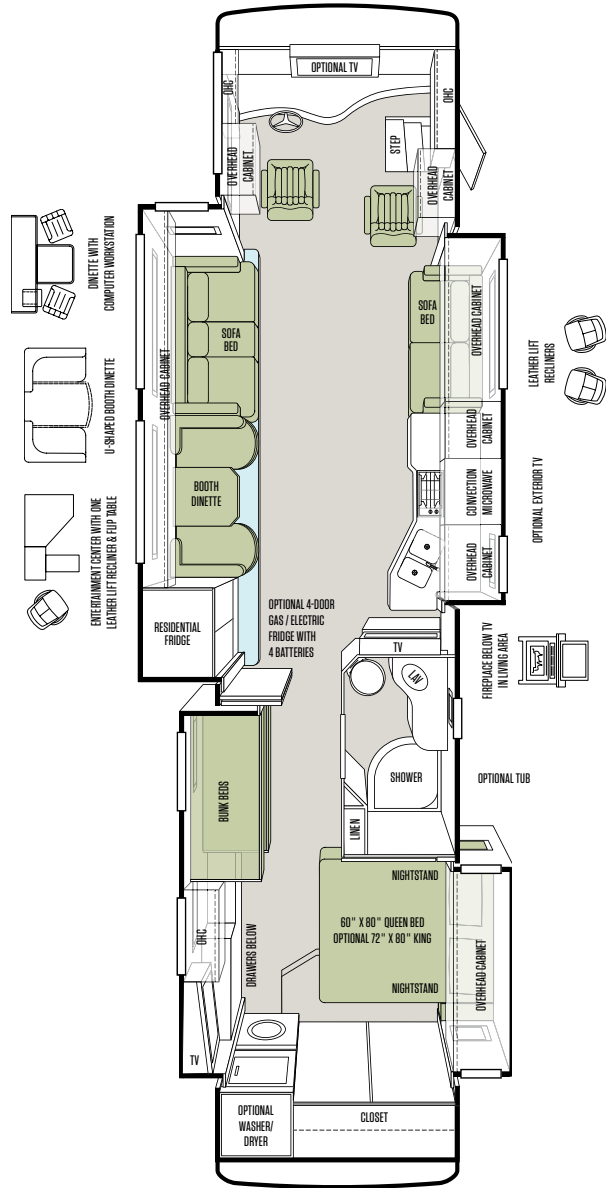 OPTIONAL TV
OHC
OHC
OVERHEAD
CABINET
STEP
OVERHEAD
CABINET
DINETTE WITH
COMPUTER WORKSTATION
U-SHAPED BOOTH DINETTE
ENTERTAINMENT CENTER WITH ONE
LEATHER LIFT RECLINER & FLIP TABLE
OVERHEAD CABINET
SOFA
BED
BOOTH
DINETTE
SOFA
BED
OVERHEAD CABINET
OVERHEAD
CABINET
CONVECTION
MICROWAVE
OVERHEAD
CABINET
LEATHER LIFT
RECLINERS
OPTIONAL EXTERIOR TV
RESIDENTIAL
FRIDGE
OPTIONAL 4-DOOR
GAS / ELECTRIC
FRIDGE WITH
4 BATTERIES
TV
LAV
FIREPLACE BELOW TV
IN LIVING AREA
SHOWER
OPTIONAL TUB
LINEN
BUNK BEDS
OHC
DRAWERS BELOW
TV
NIGHTSTAND
60" X 80" QUEEN BED
OPTIONAL 72" X 80" KING
NIGHTSTAND
OVERHEAD CABINET
OPTIONAL
WASHER/
DRYER
CLOSET